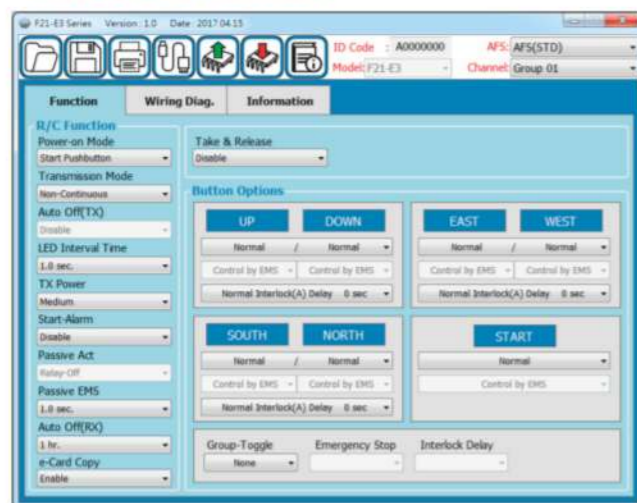 F21-E3 Series Version: 1.0 Date: 2017.04.15
ID Code : A0000000 AFS: AFS(STD)
Model: F21-E3 Channel: Group 01
Function Wiring Diag. Information
R/C Function
Power-on Mode
Start Pushbutton
Transmission Mode
Non-Continuous
Auto Off(TX)
Disable
LED Interval Time
1.0 sec.
TX Power
Medium
Start-Alarm
Disable
Passive Act
Relay-Off
Passive EMS
1.0 sec.
Auto Off(RX)
1 hr.
e-Card Copy
Enable
Take & Release
Disable
Button Options
UP DOWN
Normal / Normal
Control by EMS Control by EMS
Normal Interlock(A) Delay 0 sec
EAST WEST
Normal / Normal
Control by EMS Control by EMS
Normal Interlock(A) Delay 0 sec
SOUTH NORTH
Normal / Normal
Control by EMS Control by EMS
Normal Interlock(A) Delay 0 sec
START
Normal
Control by EMS
Group-Toggle Emergency Stop Interlock Delay
None